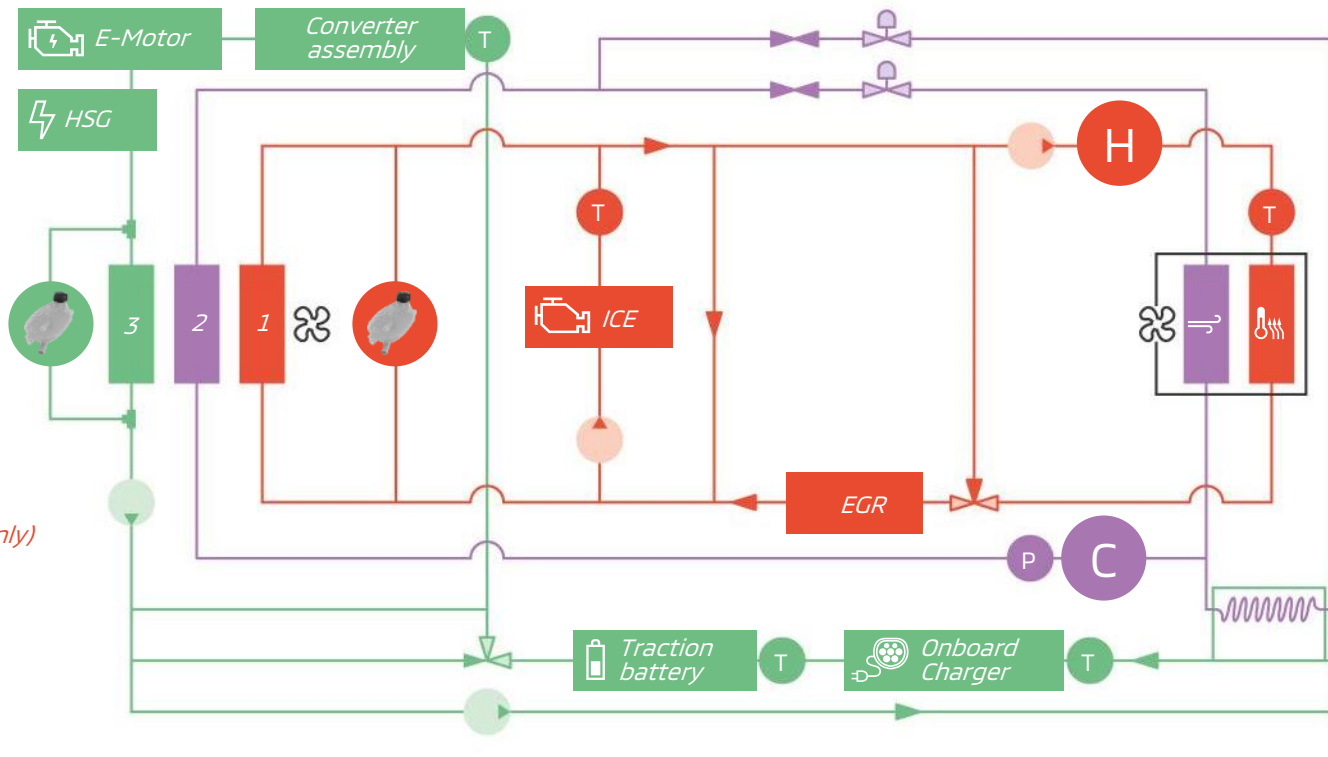 E-Motor
Converter
assembly
T
HSG
H
T
T
3
2
1
ICE
EGR
nly)
P
C
Traction
battery
T
Onboard
Charger
T